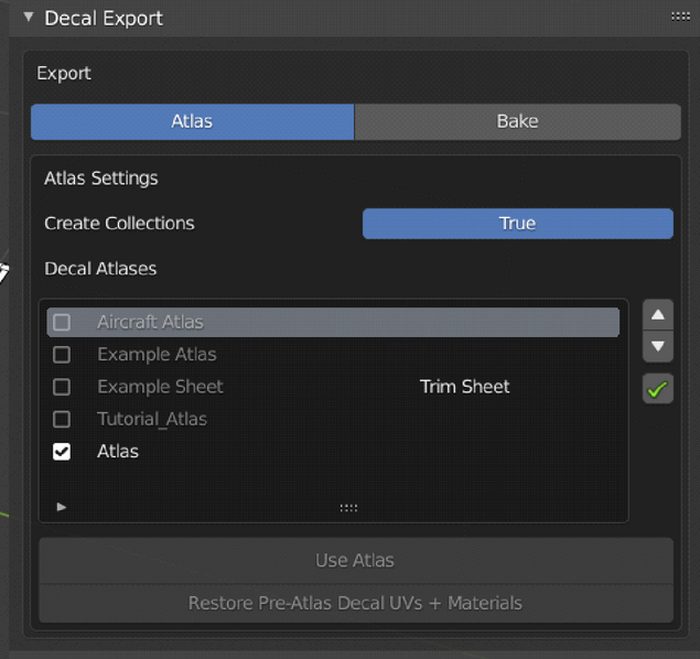 Decal Export
Export
Atlas Bake
Atlas Settings
Create Collections True
Decal Atlases
Aircraft Atlas
Example Atlas
Example Sheet Trim Sheet
Tutorial_Atlas
Atlas
Use Atlas
Restore Pre-Atlas Decal UVs + Materials